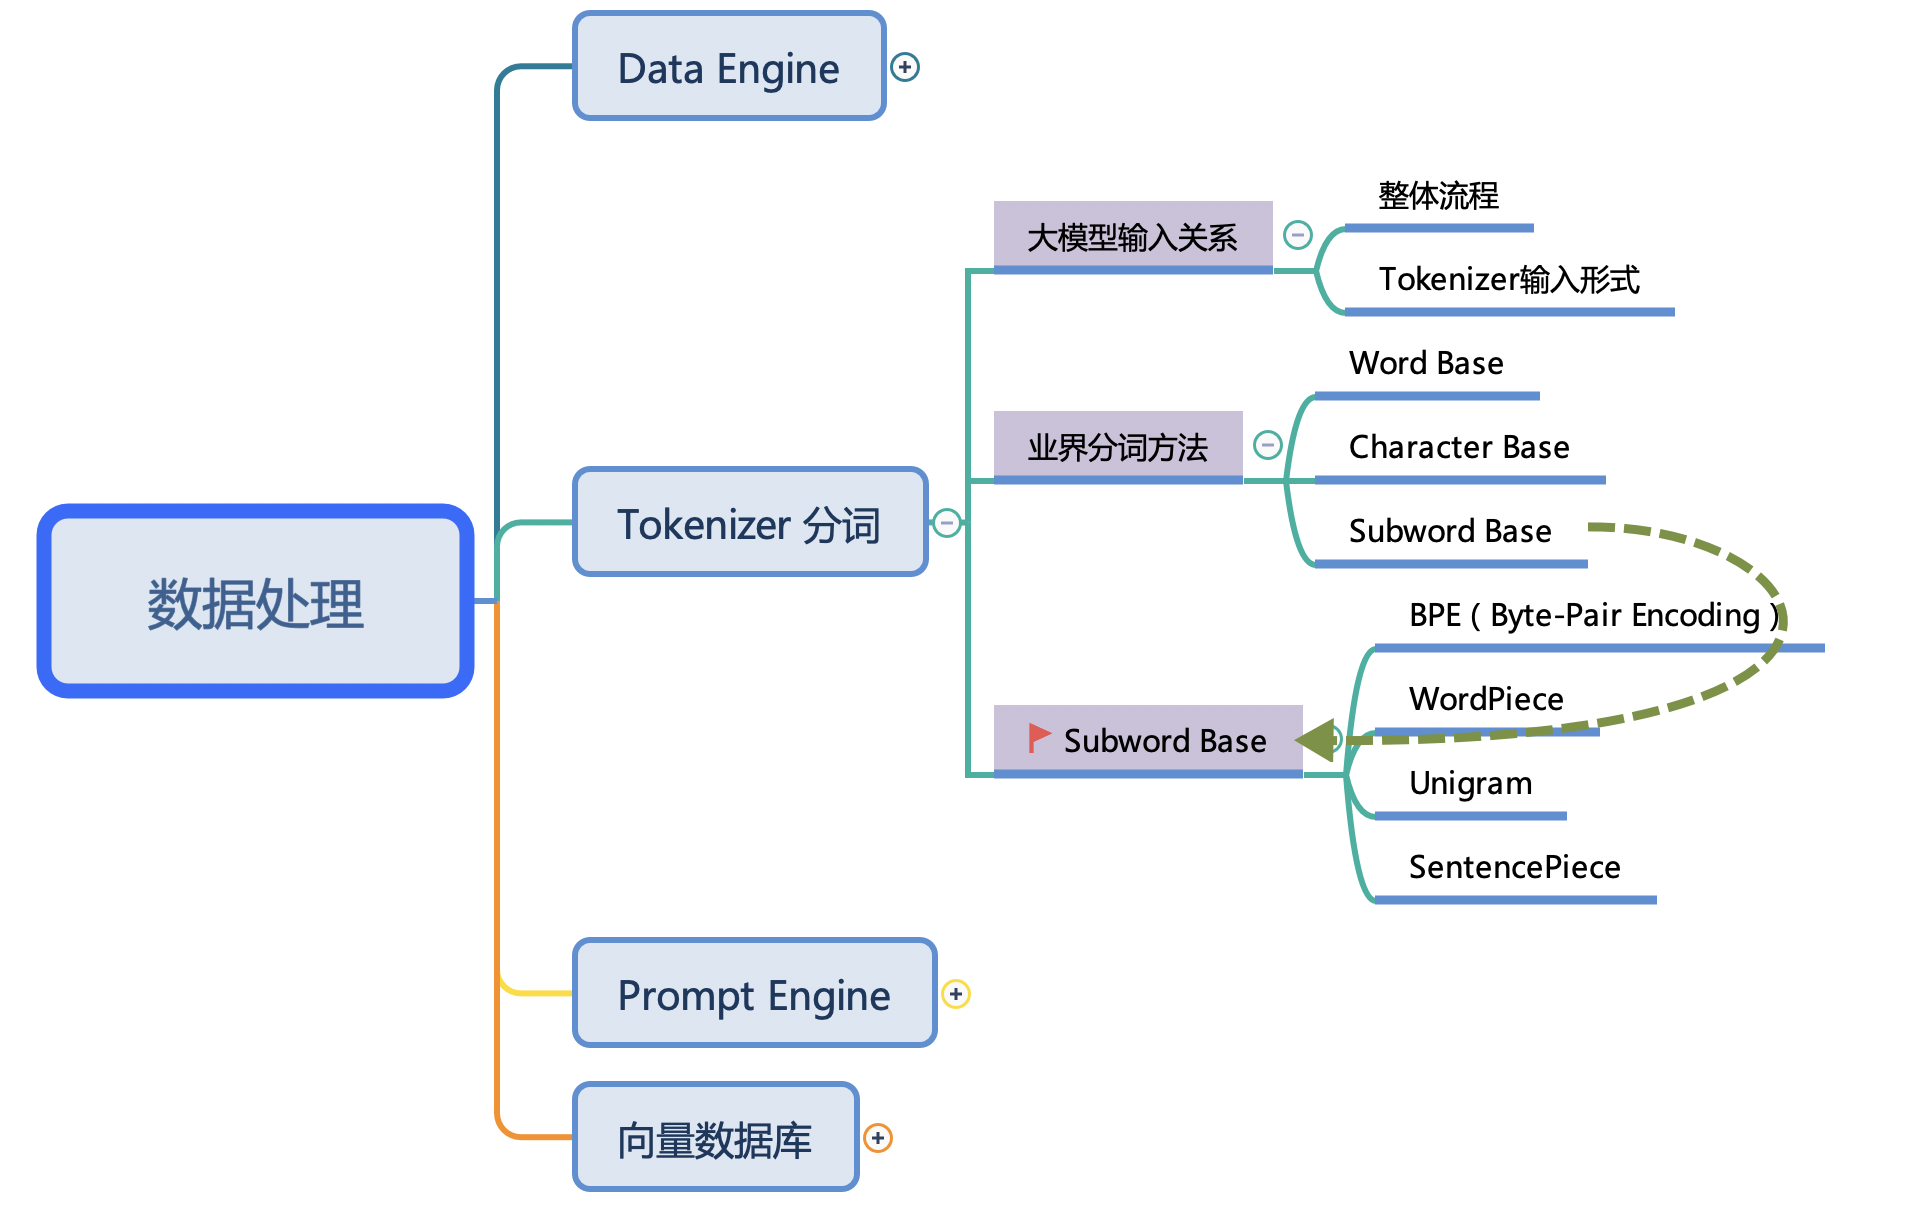 数据处理
Data Engine
Tokenizer 分词
大模型输入关系
整体流程
Tokenizer输入形式
业界分词方法
Word Base
Character Base
Subword Base
Subword Base
BPE（Byte-Pair Encoding）
WordPiece
Unigram
SentencePiece
Prompt Engine
向量数据库